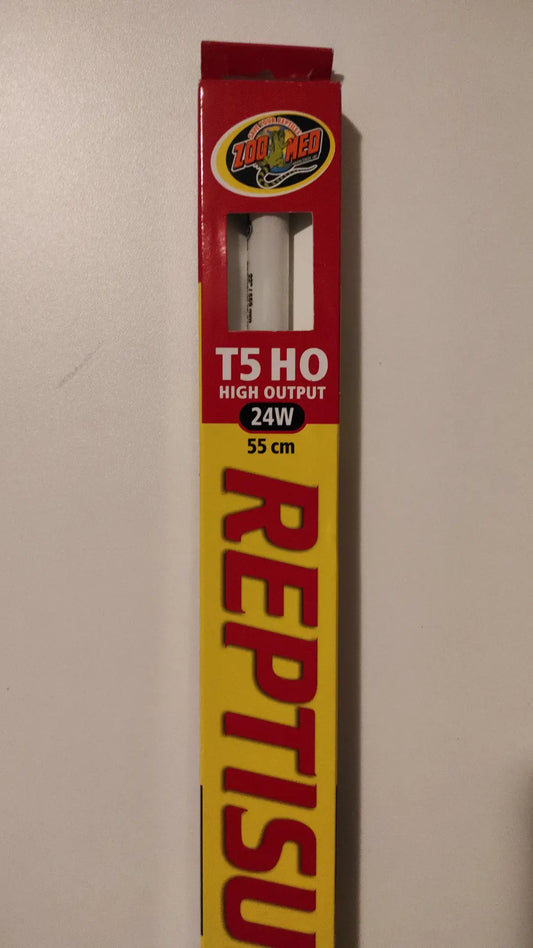 ZOO MED
T5 HO
HIGH OUTPUT
24W
55 cm
REPTISU